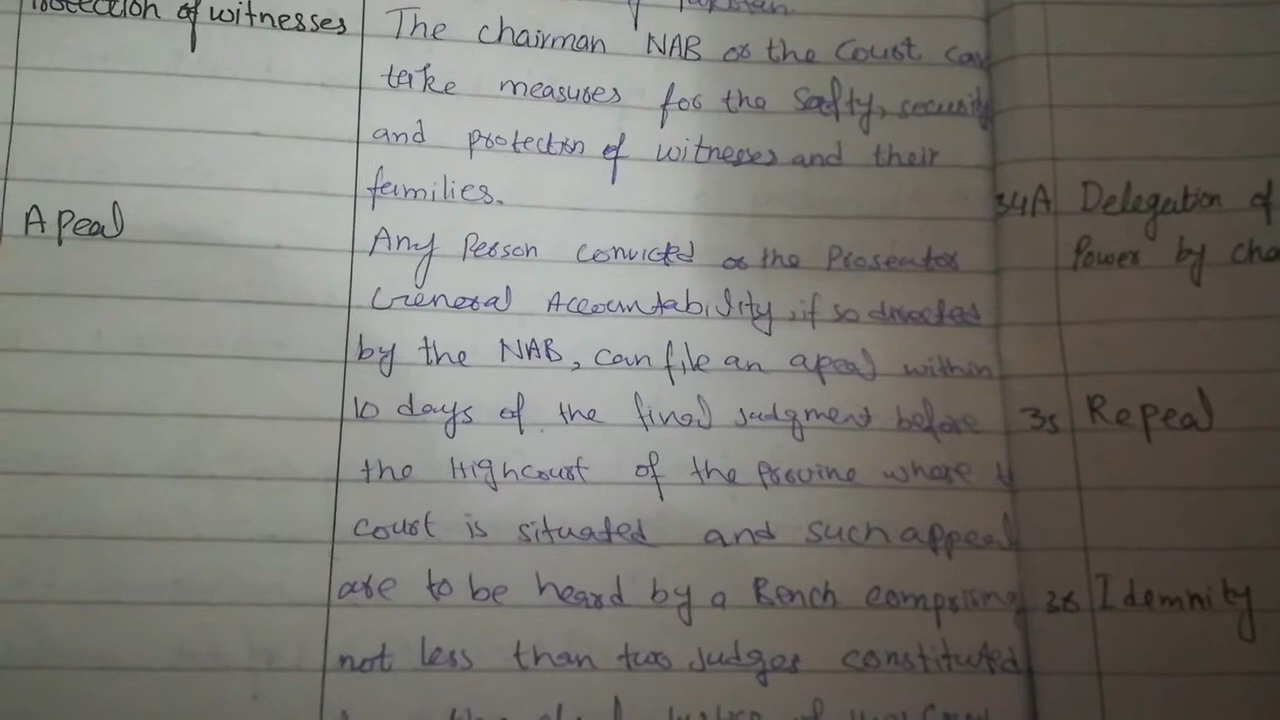 Protection of witnesses
The chairman NAB or the Court can
take measures for the Safty, security
and protection of witnesses and their
families.
Apeal
Any Person convicted or the Prosecutor
General Accountability, if so directed
by the NAB, can file an apeal within
10 days of the final judgment before
the Highcourt of the Provine where
court is situated and such appeal
are to be heard by a Bench comprising
not less than two judges constituted
34A Delegation of
Power by cha
35 Repeal
36 Idemnity